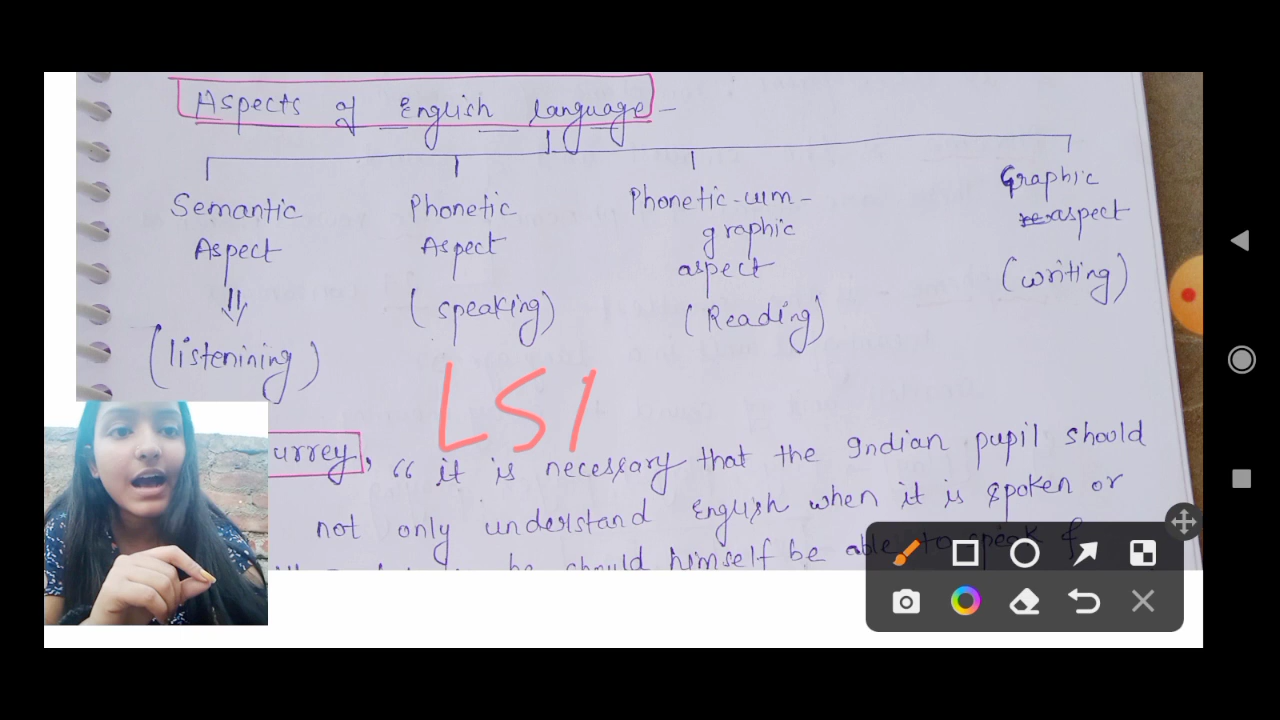 Aspects of English language -
Semantic Aspect
(listenining)
Phonetic Aspect
(speaking)
Phonetic-cum-
graphic
aspect
(Reading)
Graphic
aspect
(writing)
LSI
urrey, "it is necessary that the Indian pupil should
not only understand English when it is spoken or
he should himself be able to speak &